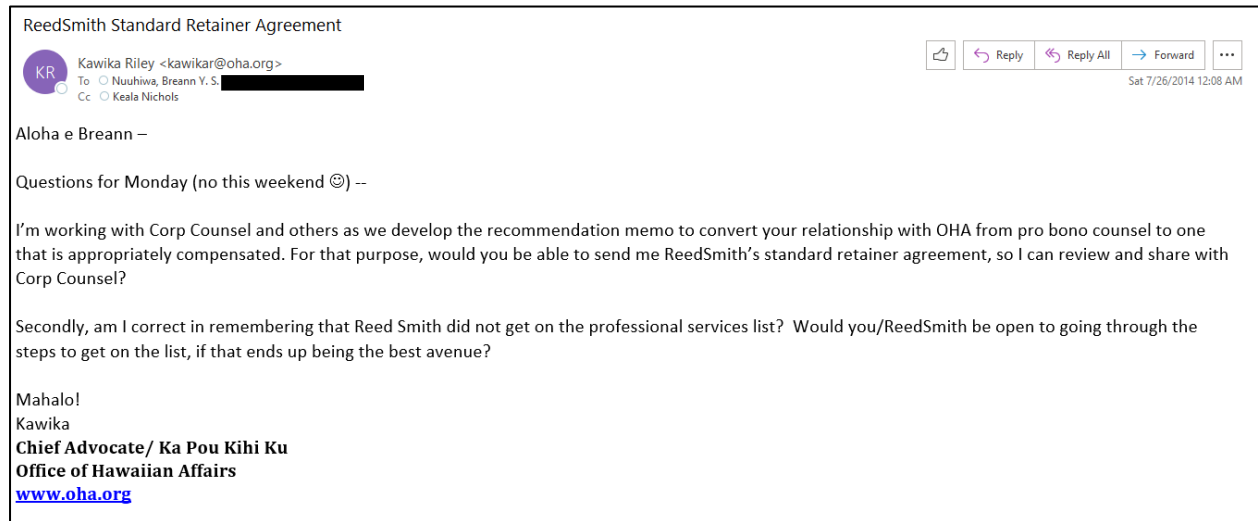 ReedSmith Standard Retainer Agreement
KR
Kawika Riley <kawikar@oha.org>
To Nuuhiwa, Breann Y. S.
Cc Keala Nichols
Reply Reply All Forward ...
Sat 7/26/2014 12:08 AM
Aloha e Breann –
Questions for Monday (no this weekend ☺) --
I'm working with Corp Counsel and others as we develop the recommendation memo to convert your relationship with OHA from pro bono counsel to one
that is appropriately compensated. For that purpose, would you be able to send me ReedSmith's standard retainer agreement, so I can review and share with
Corp Counsel?
Secondly, am I correct in remembering that Reed Smith did not get on the professional services list?  Would you/ReedSmith be open to going through the
steps to get on the list, if that ends up being the best avenue?
Mahalo!
Kawika
Chief Advocate/ Ka Pou Kihi Ku
Office of Hawaiian Affairs
www.oha.org